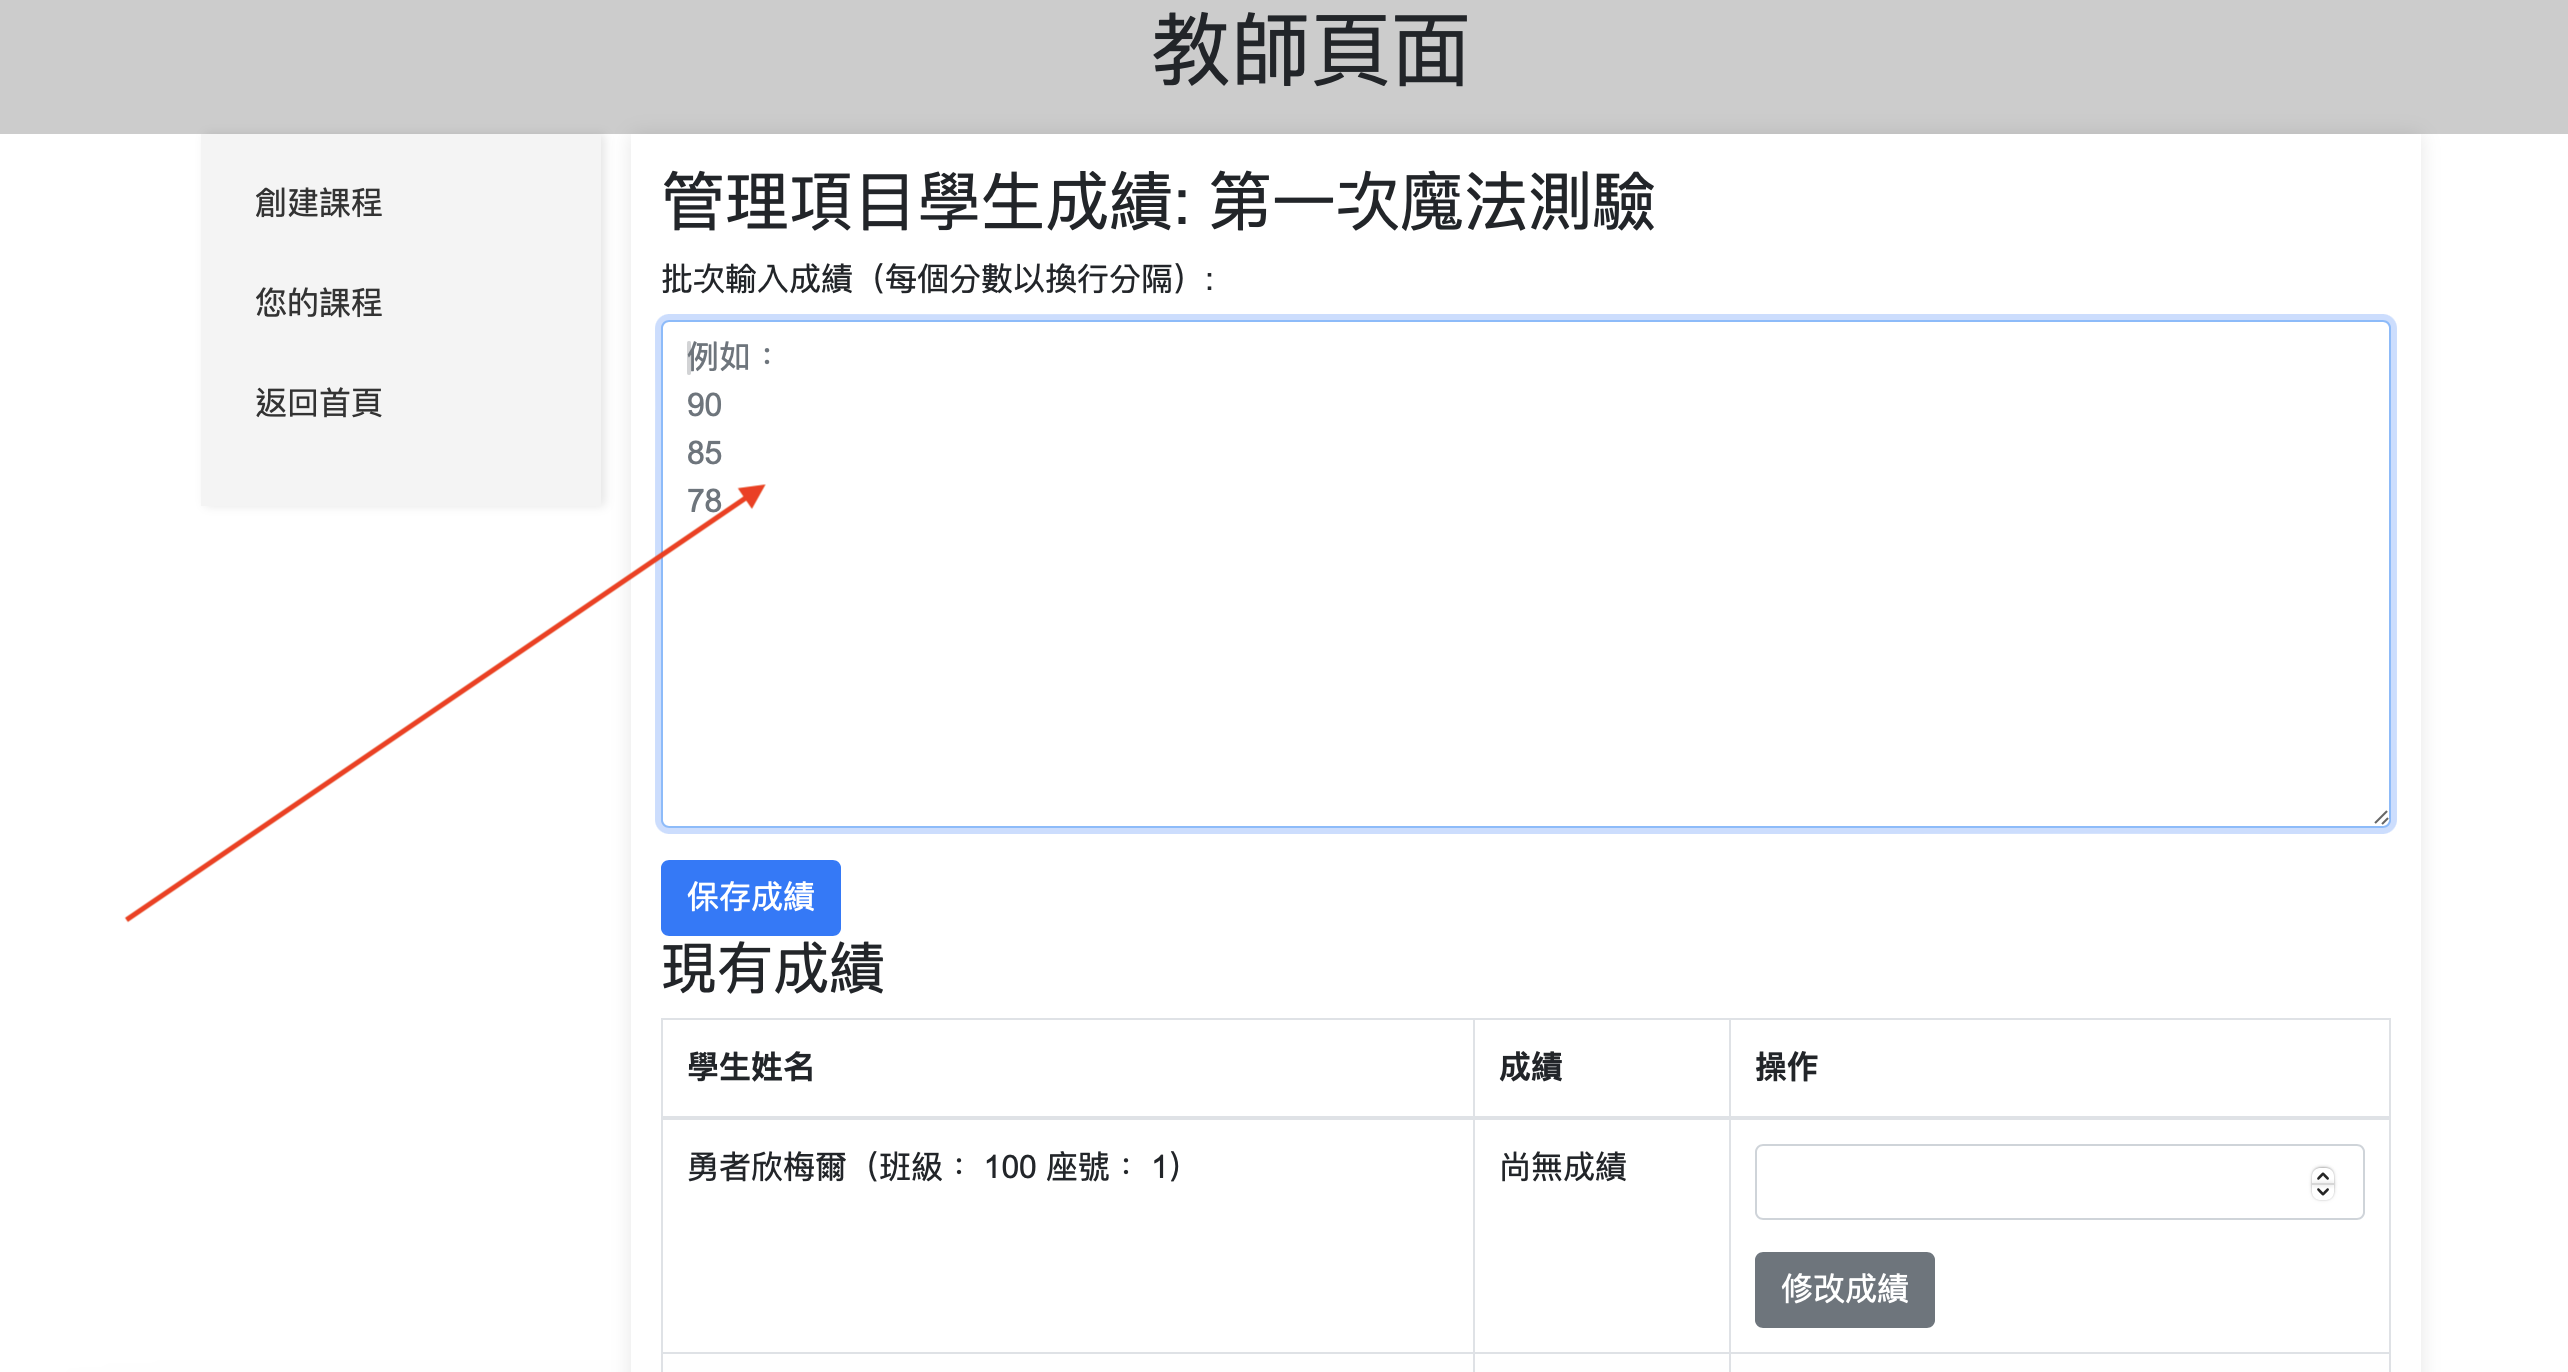 教師頁面
創建課程
您的課程
返回首頁
管理項目學生成績: 第一次魔法測驗
批次輸入成績（每個分數以換行分隔）:
例如：
90
85
78
保存成績
現有成績
學生姓名 成績 操作
勇者欣梅爾（班級： 100 座號： 1） 尚無成績
修改成績